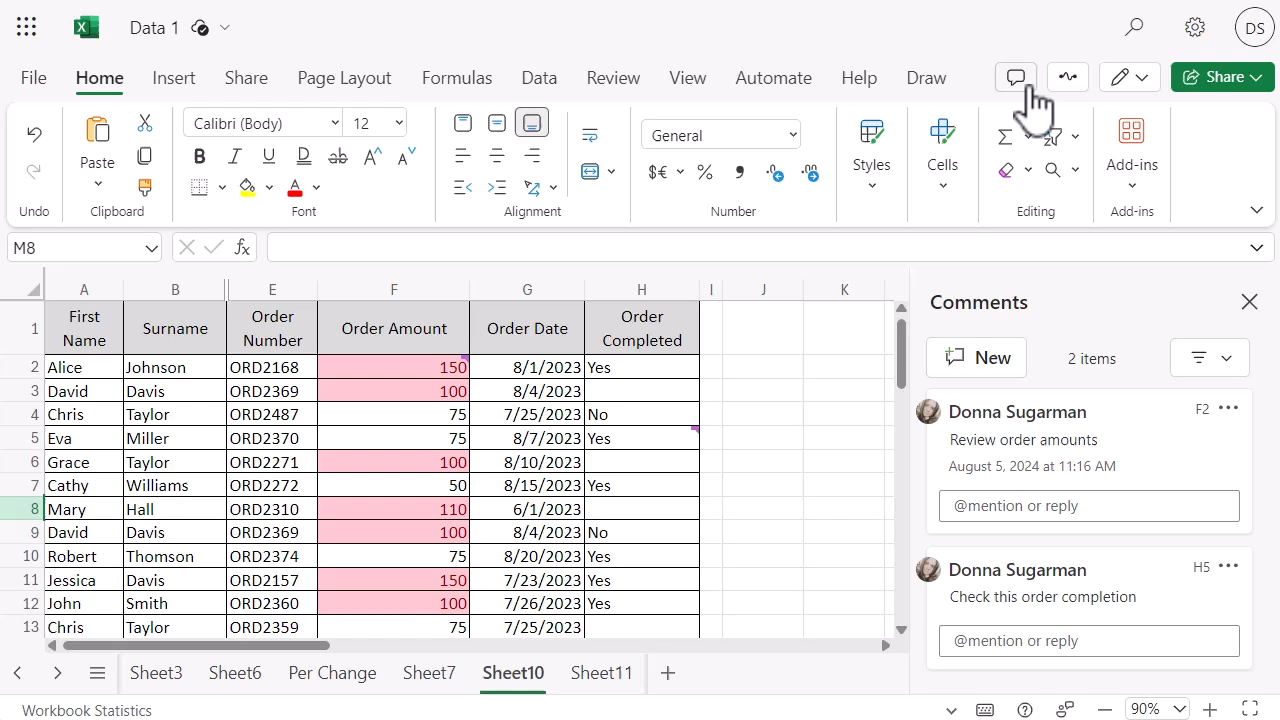 Data 1
DS
File Home Insert Share Page Layout Formulas Data Review View Automate Help Draw Share
Calibri (Body) 12 General
Paste Styles Cells Add-ins
Undo Clipboard Font Alignment Number Editing Add-ins
M8 fx
A B E F G H I J K
1 First Name Surname Order Number Order Amount Order Date Order Completed
2 Alice Johnson ORD2168 150 8/1/2023 Yes
3 David Davis ORD2369 100 8/4/2023
4 Chris Taylor ORD2487 75 7/25/2023 No
5 Eva Miller ORD2370 75 8/7/2023 Yes
6 Grace Taylor ORD2271 100 8/10/2023
7 Cathy Williams ORD2272 50 8/15/2023 Yes
8 Mary Hall ORD2310 110 6/1/2023
9 David Davis ORD2369 100 8/4/2023 No
10 Robert Thomson ORD2374 75 8/20/2023 Yes
11 Jessica Davis ORD2157 150 7/23/2023 Yes
12 John Smith ORD2360 100 7/26/2023 Yes
13 Chris Taylor ORD2359 75 7/25/2023
Comments
New 2 items
Donna Sugarman F2
Review order amounts
August 5, 2024 at 11:16 AM
@mention or reply
Donna Sugarman H5
Check this order completion
@mention or reply
Sheet3 Sheet6 Per Change Sheet7 Sheet10 Sheet11
Workbook Statistics 90%